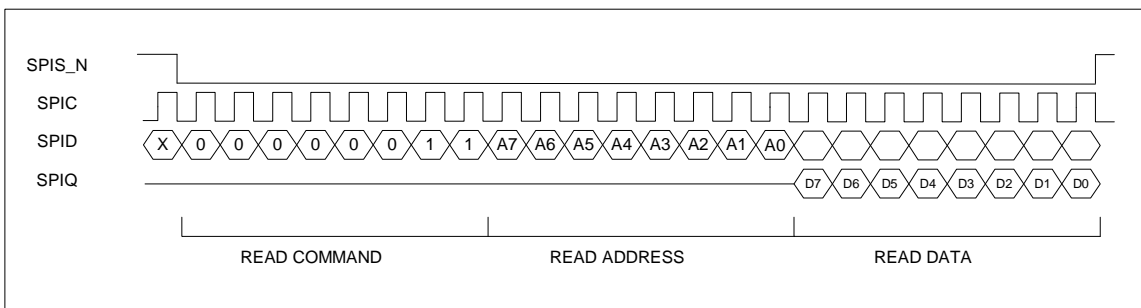 SPIS_N
SPIC
SPID X 0 0 0 0 0 0 1 1 A7 A6 A5 A4 A3 A2 A1 A0
SPIQ D7 D6 D5 D4 D3 D2 D1 D0
READ COMMAND READ ADDRESS READ DATA